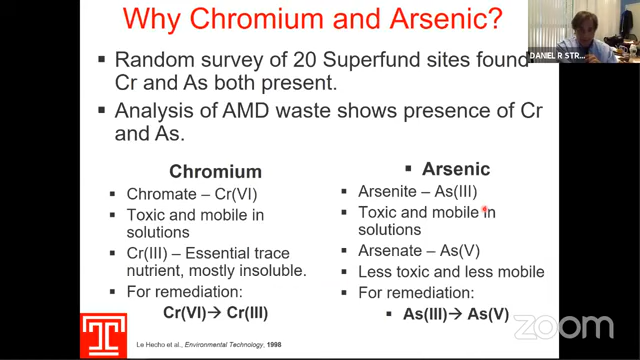 Why Chromium and Arsenic?
DANIEL R STR...
▪ Random survey of 20 Superfund sites found
Cr and As both present.
▪ Analysis of AMD waste shows presence of Cr
and As.
Chromium
▪ Chromate – Cr(VI)
▪ Toxic and mobile in
solutions
▪ Cr(III) – Essential trace
nutrient, mostly insoluble.
▪ For remediation:
Cr(VI)→ Cr(III)
▪ Arsenic
▪ Arsenite – As(III)
▪ Toxic and mobile in
solutions
▪ Arsenate – As(V)
▪ Less toxic and less mobile
▪ For remediation:
▪ As(III)→ As(V)
Le Hecho et al., Environmental Technology, 1998
zoom